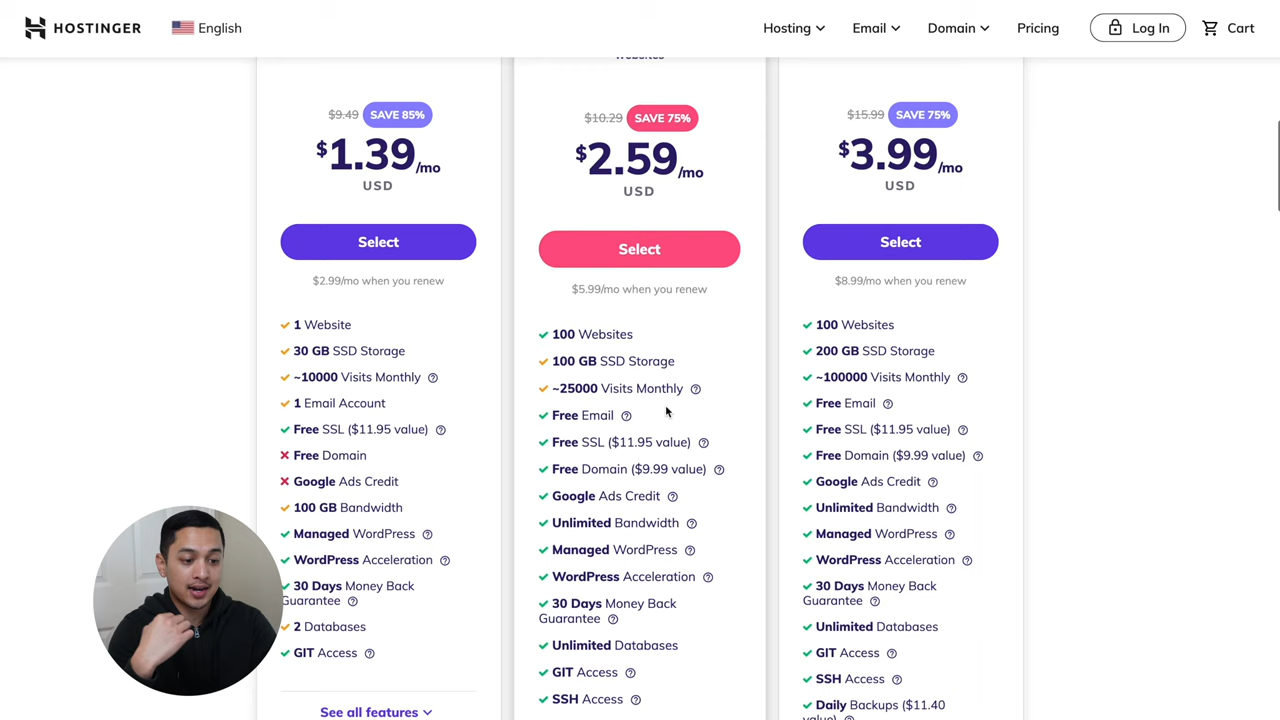 HOSTINGER
English
Hosting
Email
Domain
Pricing
Log In
Cart
$9.49 SAVE 85%
$1.39/mo
USD
Select
$2.99/mo when you renew
1 Website
30 GB SSD Storage
~10000 Visits Monthly
1 Email Account
Free SSL ($11.95 value)
Free Domain
Google Ads Credit
100 GB Bandwidth
Managed WordPress
WordPress Acceleration
30 Days Money Back
Guarantee
2 Databases
GIT Access
See all features
websites
$10.29 SAVE 75%
$2.59/mo
USD
Select
$5.99/mo when you renew
100 Websites
100 GB SSD Storage
~25000 Visits Monthly
Free Email
Free SSL ($11.95 value)
Free Domain ($9.99 value)
Google Ads Credit
Unlimited Bandwidth
Managed WordPress
WordPress Acceleration
30 Days Money Back
Guarantee
Unlimited Databases
GIT Access
SSH Access
$15.99 SAVE 75%
$3.99/mo
USD
Select
$8.99/mo when you renew
100 Websites
200 GB SSD Storage
~100000 Visits Monthly
Free Email
Free SSL ($11.95 value)
Free Domain ($9.99 value)
Google Ads Credit
Unlimited Bandwidth
Managed WordPress
WordPress Acceleration
30 Days Money Back
Guarantee
Unlimited Databases
GIT Access
SSH Access
Daily Backups ($11.40
value)